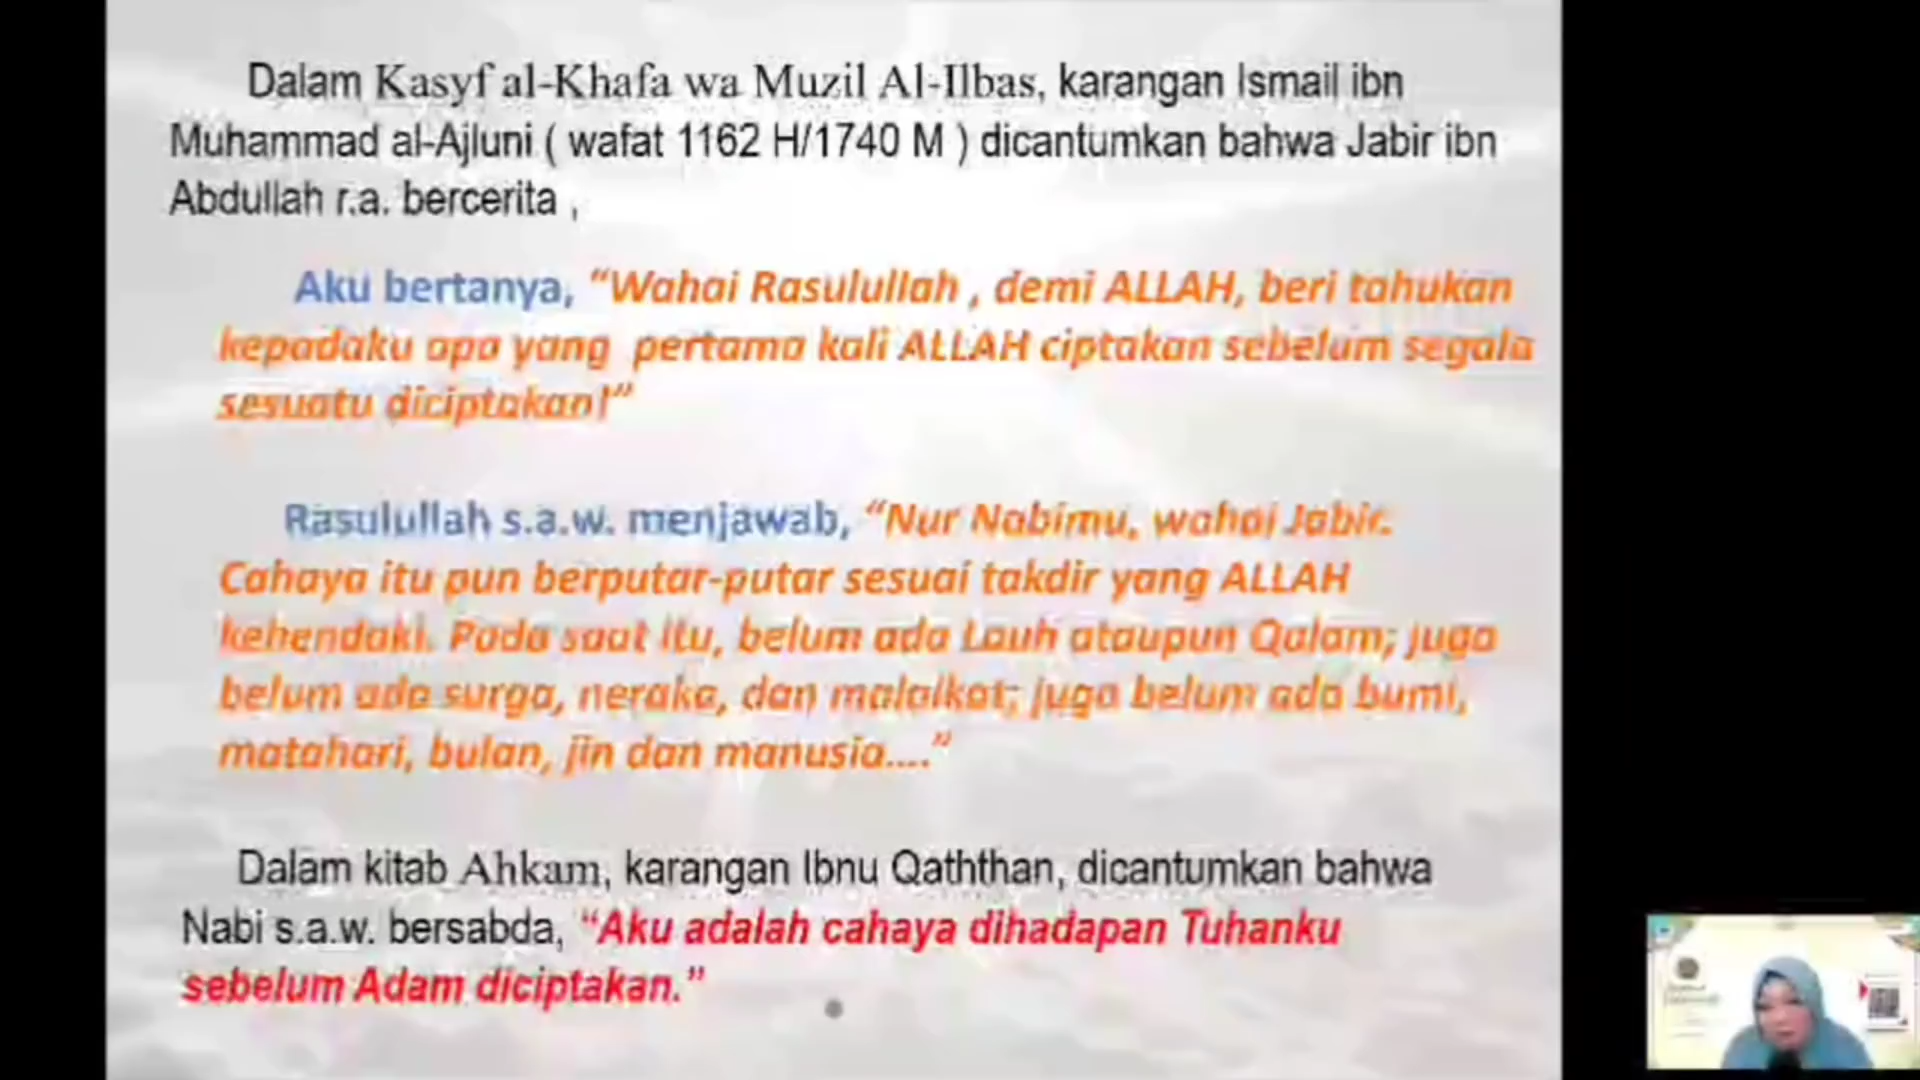 Dalam Kasyf al-Khafa wa Muzil Al-Ilbas, karangan Ismail ibn
Muhammad al-Ajluni ( wafat 1162 H/1740 M ) dicantumkan bahwa Jabir ibn
Abdullah r.a. bercerita ,
Aku bertanya, “Wahai Rasulullah , demi ALLAH, beri tahukan
kepadaku apa yang pertama kali ALLAH ciptakan sebelum segala
sesuatu diciptakan!”
Rasulullah s.a.w. menjawab, “Nur Nabimu, wahai Jabir.
Cahaya itu pun berputar-putar sesuai takdir yang ALLAH
kehendaki. Pada saat itu, belum ada Lauh ataupun Qalam; juga
belum ada surga, neraka, dan malaikat; juga belum ada bumi,
matahari, bulan, jin dan manusia....”
Dalam kitab Ahkam, karangan Ibnu Qaththan, dicantumkan bahwa
Nabi s.a.w. bersabda, “Aku adalah cahaya dihadapan Tuhanku
sebelum Adam diciptakan.”